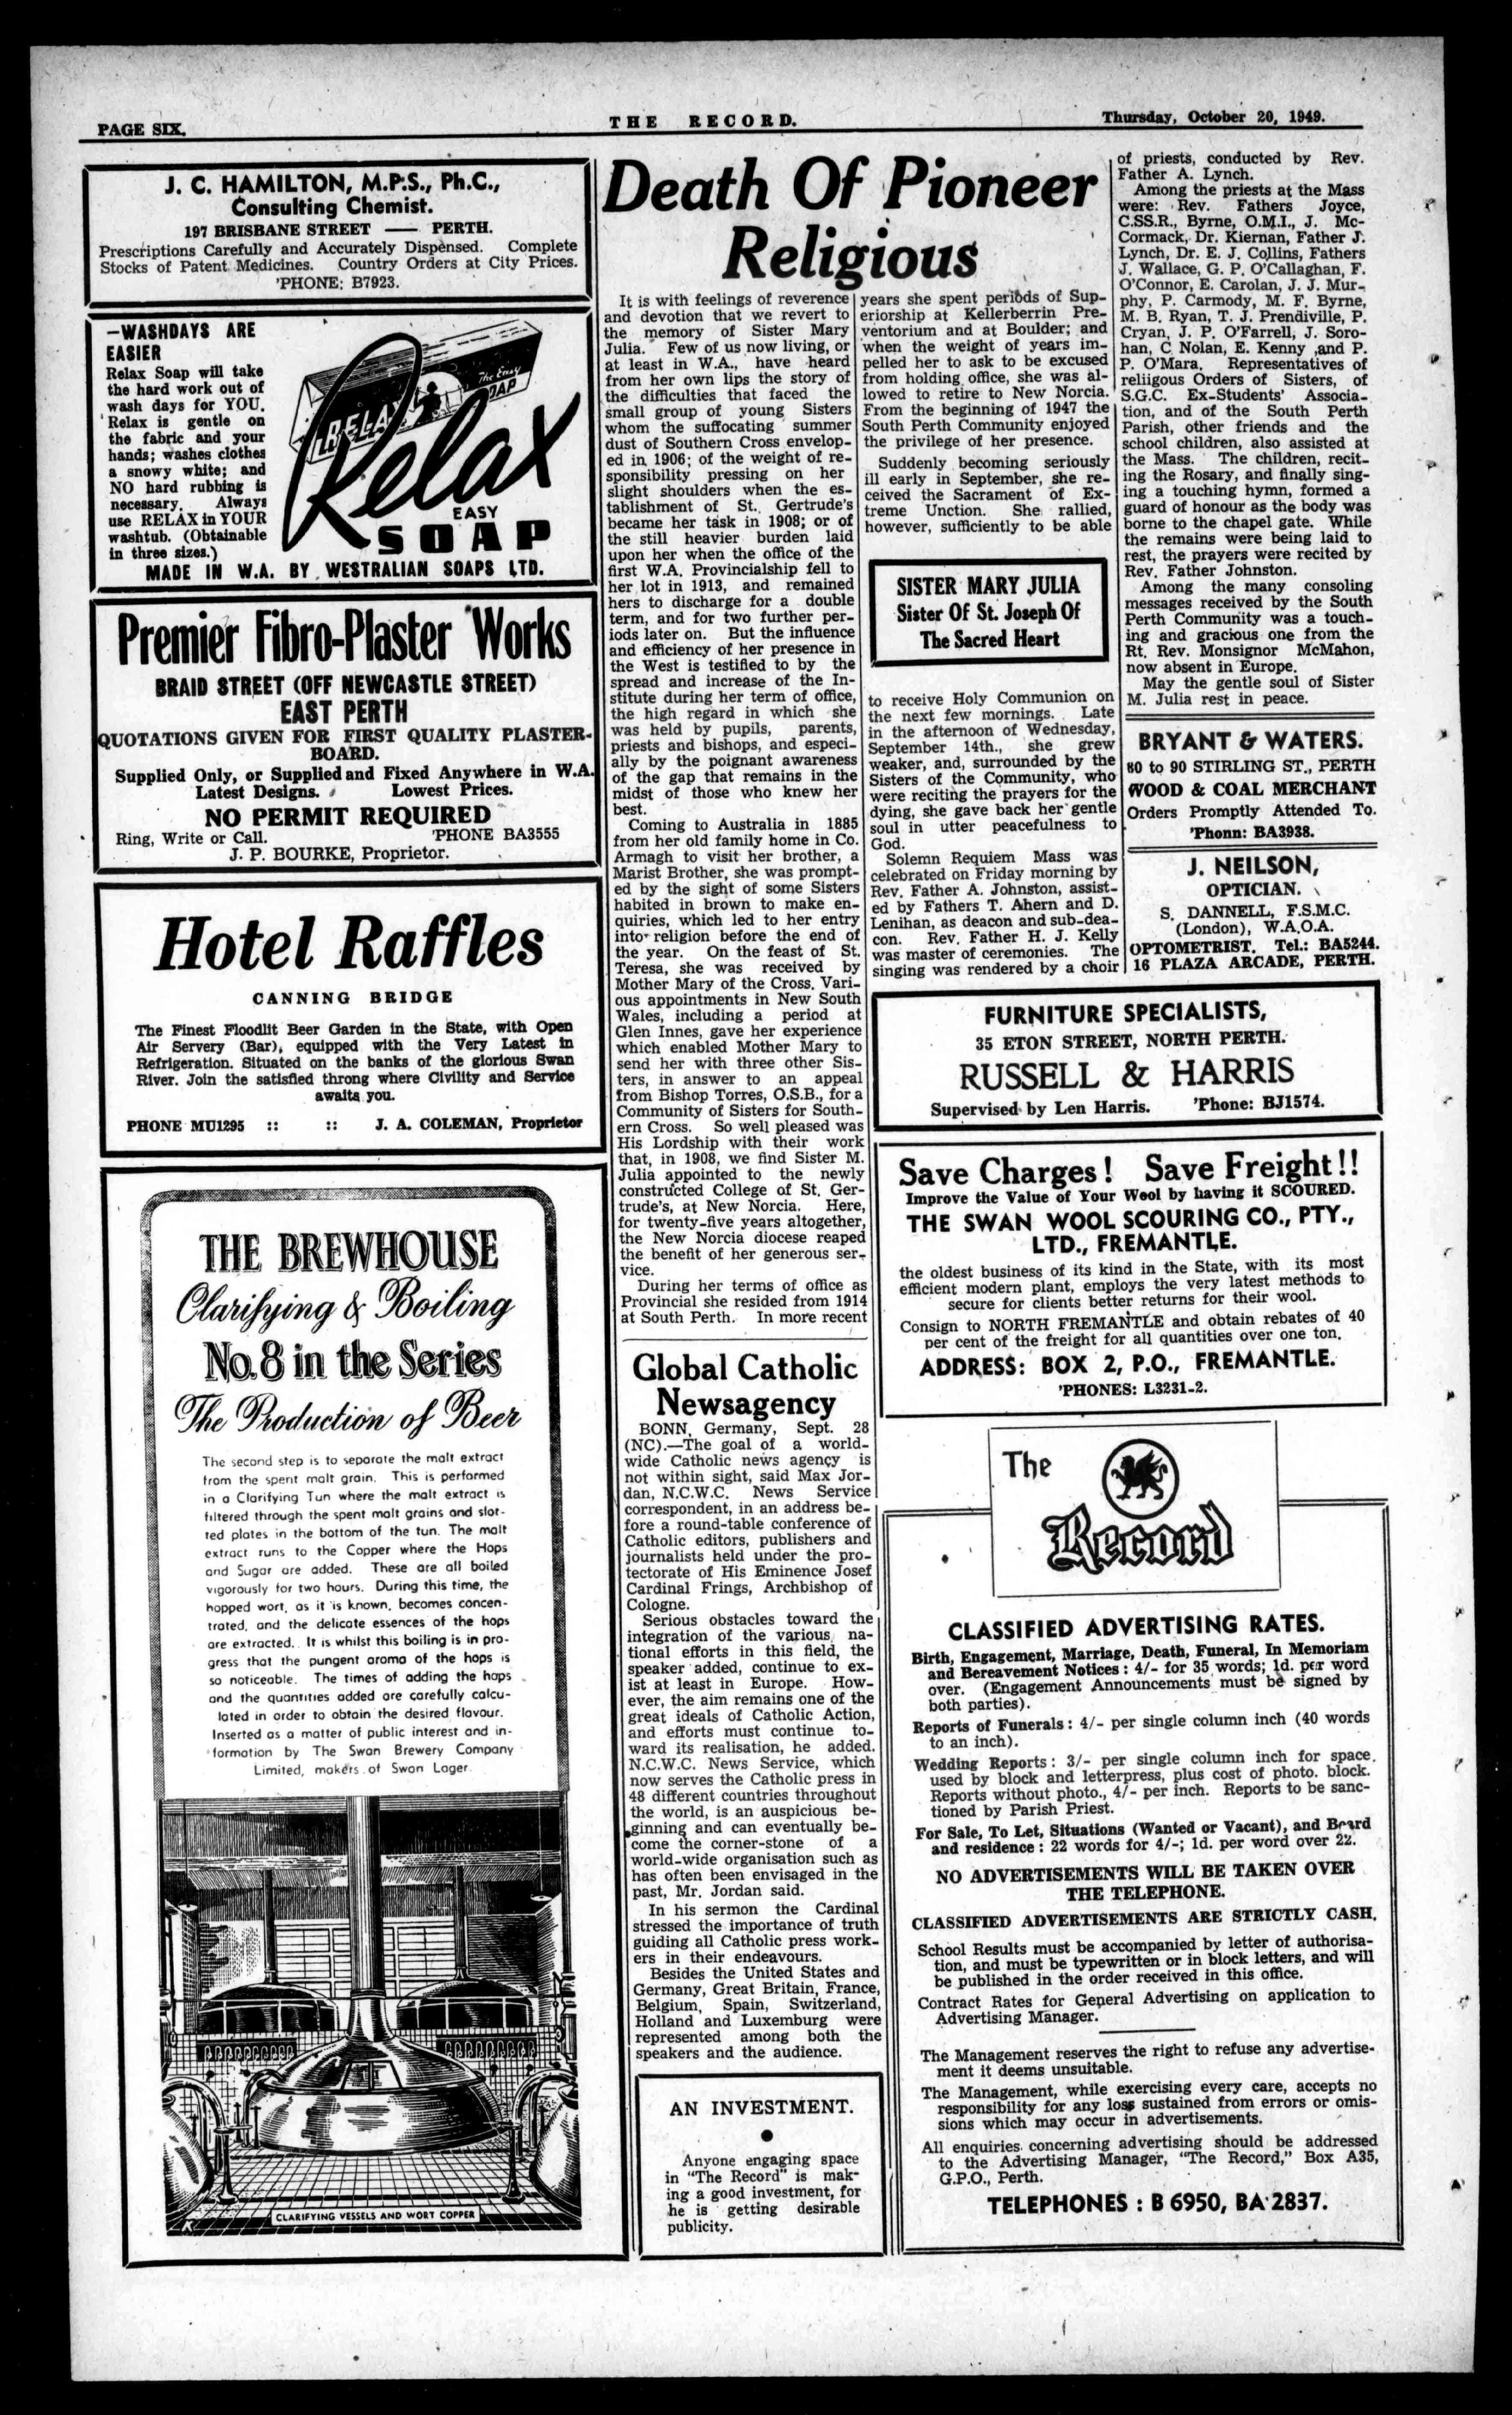 PAGE SIX.
THE RECORD.
Thursday, October 20, 1949.
J. C. HAMILTON, M.P.S., Ph.C.,
Consulting Chemist.
197 BRISBANE STREET — PERTH.
Prescriptions Carefully and Accurately Dispensed. Complete
Stocks of Patent Medicines. Country Orders at City Prices.
'PHONE: B7923.
—WASHDAYS ARE
EASIER
Relax Soap will take
the hard work out of
wash days for YOU.
Relax is gentle on
the fabric and your
hands; washes clothes
a snowy white; and
NO hard rubbing is
necessary. Always
use RELAX in YOUR
washtub. (Obtainable
in three sizes.)
RELAX
The Easy
SOAP
Relax
EASY
SOAP
MADE IN W.A. BY WESTRALIAN SOAPS LTD.
Premier Fibro-Plaster Works
BRAID STREET (OFF NEWCASTLE STREET)
EAST PERTH
QUOTATIONS GIVEN FOR FIRST QUALITY PLASTER-
BOARD.
Supplied Only, or Supplied and Fixed Anywhere in W.A.
Latest Designs. Lowest Prices.
NO PERMIT REQUIRED
Ring, Write or Call. 'PHONE BA3555
J. P. BOURKE, Proprietor.
Hotel Raffles
CANNING BRIDGE
The Finest Floodlit Beer Garden in the State, with Open
Air Servery (Bar), equipped with the Very Latest in
Refrigeration. Situated on the banks of the glorious Swan
River. Join the satisfied throng where Civility and Service
awaits you.
PHONE MU1295 :: :: J. A. COLEMAN, Proprietor
THE BREWHOUSE
Clarifying & Boiling
No. 8 in the Series
The Production of Beer
The second step is to separate the malt extract
from the spent malt grain. This is performed
in a Clarifying Tun where the malt extract is
filtered through the spent malt grains and slot-
ted plates in the bottom of the tun. The malt
extract runs to the Copper where the Hops
and Sugar are added. These are all boiled
vigorously for two hours. During this time, the
hopped wort, as it is known, becomes concen-
trated, and the delicate essences of the hops
are extracted. It is whilst this boiling is in pro-
gress that the pungent aroma of the hops is
so noticeable. The times of adding the hops
and the quantities added are carefully calcu-
lated in order to obtain the desired flavour.
Inserted as a matter of public interest and in-
formation by The Swan Brewery Company
Limited, makers of Swan Lager.
CLARIFYING VESSELS AND WORT COPPER
Death Of Pioneer
Religious
It is with feelings of reverence
and devotion that we revert to
the memory of Sister Mary
Julia. Few of us now living, or
at least in W.A., have heard
from her own lips the story of
the difficulties that faced the
small group of young Sisters
whom the suffocating summer
dust of Southern Cross envelop-
ed in 1906; of the weight of re-
sponsibility pressing on her
slight shoulders when the es-
tablishment of St. Gertrude's
became her task in 1908; or of
the still heavier burden laid
upon her when the office of the
first W.A. Provincialship fell to
her lot in 1913, and remained
hers to discharge for a double
term, and for two further per-
iods later on. But the influence
and efficiency of her presence in
the West is testified to by the
spread and increase of the In-
stitute during her term of office,
the high regard in which she
was held by pupils, parents,
priests and bishops, and especi-
ally by the poignant awareness
of the gap that remains in the
midst of those who knew her
best.
Coming to Australia in 1885
from her old family home in Co.
Armagh to visit her brother, a
Marist Brother, she was prompt-
ed by the sight of some Sisters
habited in brown to make en-
quiries, which led to her entry
into religion before the end of
the year. On the feast of St.
Teresa, she was received by
Mother Mary of the Cross. Vari-
ous appointments in New South
Wales, including a period at
Glen Innes, gave her experience
which enabled Mother Mary to
send her with three other Sis-
ters, in answer to an appeal
from Bishop Torres, O.S.B., for a
Community of Sisters for South-
ern Cross. So well pleased was
His Lordship with their work
that, in 1908, we find Sister M.
Julia appointed to the newly
constructed College of St. Ger-
trude's, at New Norcia. Here,
for twenty-five years altogether,
the New Norcia diocese reaped
the benefit of her generous ser-
vice.
During her terms of office as
Provincial she resided from 1914
at South Perth. In more recent
years she spent periods of Sup-
eriorship at Kellerberrin Pre-
ventorium and at Boulder; and
when the weight of years im-
pelled her to ask to be excused
from holding office, she was al-
lowed to retire to New Norcia.
From the beginning of 1947 the
South Perth Community enjoyed
the privilege of her presence.
Suddenly becoming seriously
ill early in September, she re-
ceived the Sacrament of Ex-
treme Unction. She rallied,
however, sufficiently to be able
SISTER MARY JULIA
Sister Of St. Joseph Of
The Sacred Heart
to receive Holy Communion on
the next few mornings. Late
in the afternoon of Wednesday,
September 14th., she grew
weaker, and, surrounded by the
Sisters of the Community, who
were reciting the prayers for the
dying, she gave back her gentle
soul in utter peacefulness to
God.
Solemn Requiem Mass was
celebrated on Friday morning by
Rev. Father A. Johnston, assist-
ed by Fathers T. Ahern and D.
Lenihan, as deacon and sub-dea-
con. Rev. Father H. J. Kelly
was master of ceremonies. The
singing was rendered by a choir
of priests, conducted by Rev.
Father A. Lynch.
Among the priests at the Mass
were: Rev. Fathers Joyce,
C.SS.R., Byrne, O.M.I., J. Mc-
Cormack, Dr. Kiernan, Father J.
Lynch, Dr. E. J. Collins, Fathers
J. Wallace, G. P. O'Callaghan, F.
O'Connor, E. Carolan, J. J. Mur-
phy, P. Carmody, M. F. Byrne,
M. B. Ryan, T. J. Prendiville, P.
Cryan, J. P. O'Farrell, J. Soro-
han, C. Nolan, E. Kenny ,and P.
P. O'Mara. Representatives of
reliigous Orders of Sisters, of
S.G.C. Ex-Students' Associa-
tion, and of the South Perth
Parish, other friends and the
school children, also assisted at
the Mass. The children, recit-
ing the Rosary, and finally sing-
ing a touching hymn, formed a
guard of honour as the body was
borne to the chapel gate. While
the remains were being laid to
rest, the prayers were recited by
Rev. Father Johnston.
Among the many consoling
messages received by the South
Perth Community was a touch-
ing and gracious one from the
Rt. Rev. Monsignor McMahon,
now absent in Europe.
May the gentle soul of Sister
M. Julia rest in peace.
BRYANT & WATERS.
80 to 90 STIRLING ST., PERTH
WOOD & COAL MERCHANT
Orders Promptly Attended To.
'Phonn: BA3938.
J. NEILSON,
OPTICIAN.
S. DANNELL, F.S.M.C.
(London), W.A.O.A.
OPTOMETRIST. Tel.: BA5244.
16 PLAZA ARCADE, PERTH.
FURNITURE SPECIALISTS,
35 ETON STREET, NORTH PERTH.
RUSSELL & HARRIS
Supervised by Len Harris. 'Phone: BJ1574.
Save Charges! Save Freight!!
Improve the Value of Your Wool by having it SCOURED.
THE SWAN WOOL SCOURING CO., PTY.,
LTD., FREMANTLE.
the oldest business of its kind in the State, with its most
efficient modern plant, employs the very latest methods to
secure for clients better returns for their wool.
Consign to NORTH FREMANTLE and obtain rebates of 40
per cent of the freight for all quantities over one ton.
ADDRESS: BOX 2, P.O., FREMANTLE.
'PHONES: L3231-2.
Global Catholic
Newsagency
BONN, Germany, Sept. 28
(NC).—The goal of a world-
wide Catholic news agency is
not within sight, said Max Jor-
dan, N.C.W.C. News Service
correspondent, in an address be-
fore a round-table conference of
Catholic editors, publishers and
journalists held under the pro-
tectorate of His Eminence Josef
Cardinal Frings, Archbishop of
Cologne.
Serious obstacles toward the
integration of the various na-
tional efforts in this field, the
speaker added, continue to ex-
ist at least in Europe. How-
ever, the aim remains one of the
great ideals of Catholic Action,
and efforts must continue to-
ward its realisation, he added.
N.C.W.C. News Service, which
now serves the Catholic press in
48 different countries throughout
the world, is an auspicious be-
ginning and can eventually be-
come the corner-stone of a
world-wide organisation such as
has often been envisaged in the
past, Mr. Jordan said.
In his sermon the Cardinal
stressed the importance of truth
guiding all Catholic press work-
ers in their endeavours.
Besides the United States and
Germany, Great Britain, France,
Belgium, Spain, Switzerland,
Holland and Luxemburg were
represented among both the
speakers and the audience.
AN INVESTMENT.
Anyone engaging space
in "The Record" is mak-
ing a good investment, for
he is getting desirable
publicity.
The
Record
CLASSIFIED ADVERTISING RATES.
Birth, Engagement, Marriage, Death, Funeral, In Memoriam
and Bereavement Notices : 4/- for 35 words; 1d. per word
over. (Engagement Announcements must be signed by
both parties).
Reports of Funerals : 4/- per single column inch (40 words
to an inch).
Wedding Reports : 3/- per single column inch for space
used by block and letterpress, plus cost of photo. block.
Reports without photo., 4/- per inch. Reports to be sanc-
tioned by Parish Priest.
For Sale, To Let, Situations (Wanted or Vacant), and Board
and residence : 22 words for 4/-; 1d. per word over 22.
NO ADVERTISEMENTS WILL BE TAKEN OVER
THE TELEPHONE.
CLASSIFIED ADVERTISEMENTS ARE STRICTLY CASH.
School Results must be accompanied by letter of authorisa-
tion, and must be typewritten or in block letters, and will
be published in the order received in this office.
Contract Rates for General Advertising on application to
Advertising Manager.
The Management reserves the right to refuse any advertise-
ment it deems unsuitable.
The Management, while exercising every care, accepts no
responsibility for any loss sustained from errors or omis-
sions which may occur in advertisements.
All enquiries concerning advertising should be addressed
to the Advertising Manager, "The Record," Box A35,
G.P.O., Perth.
TELEPHONES : B 6950, BA 2837.